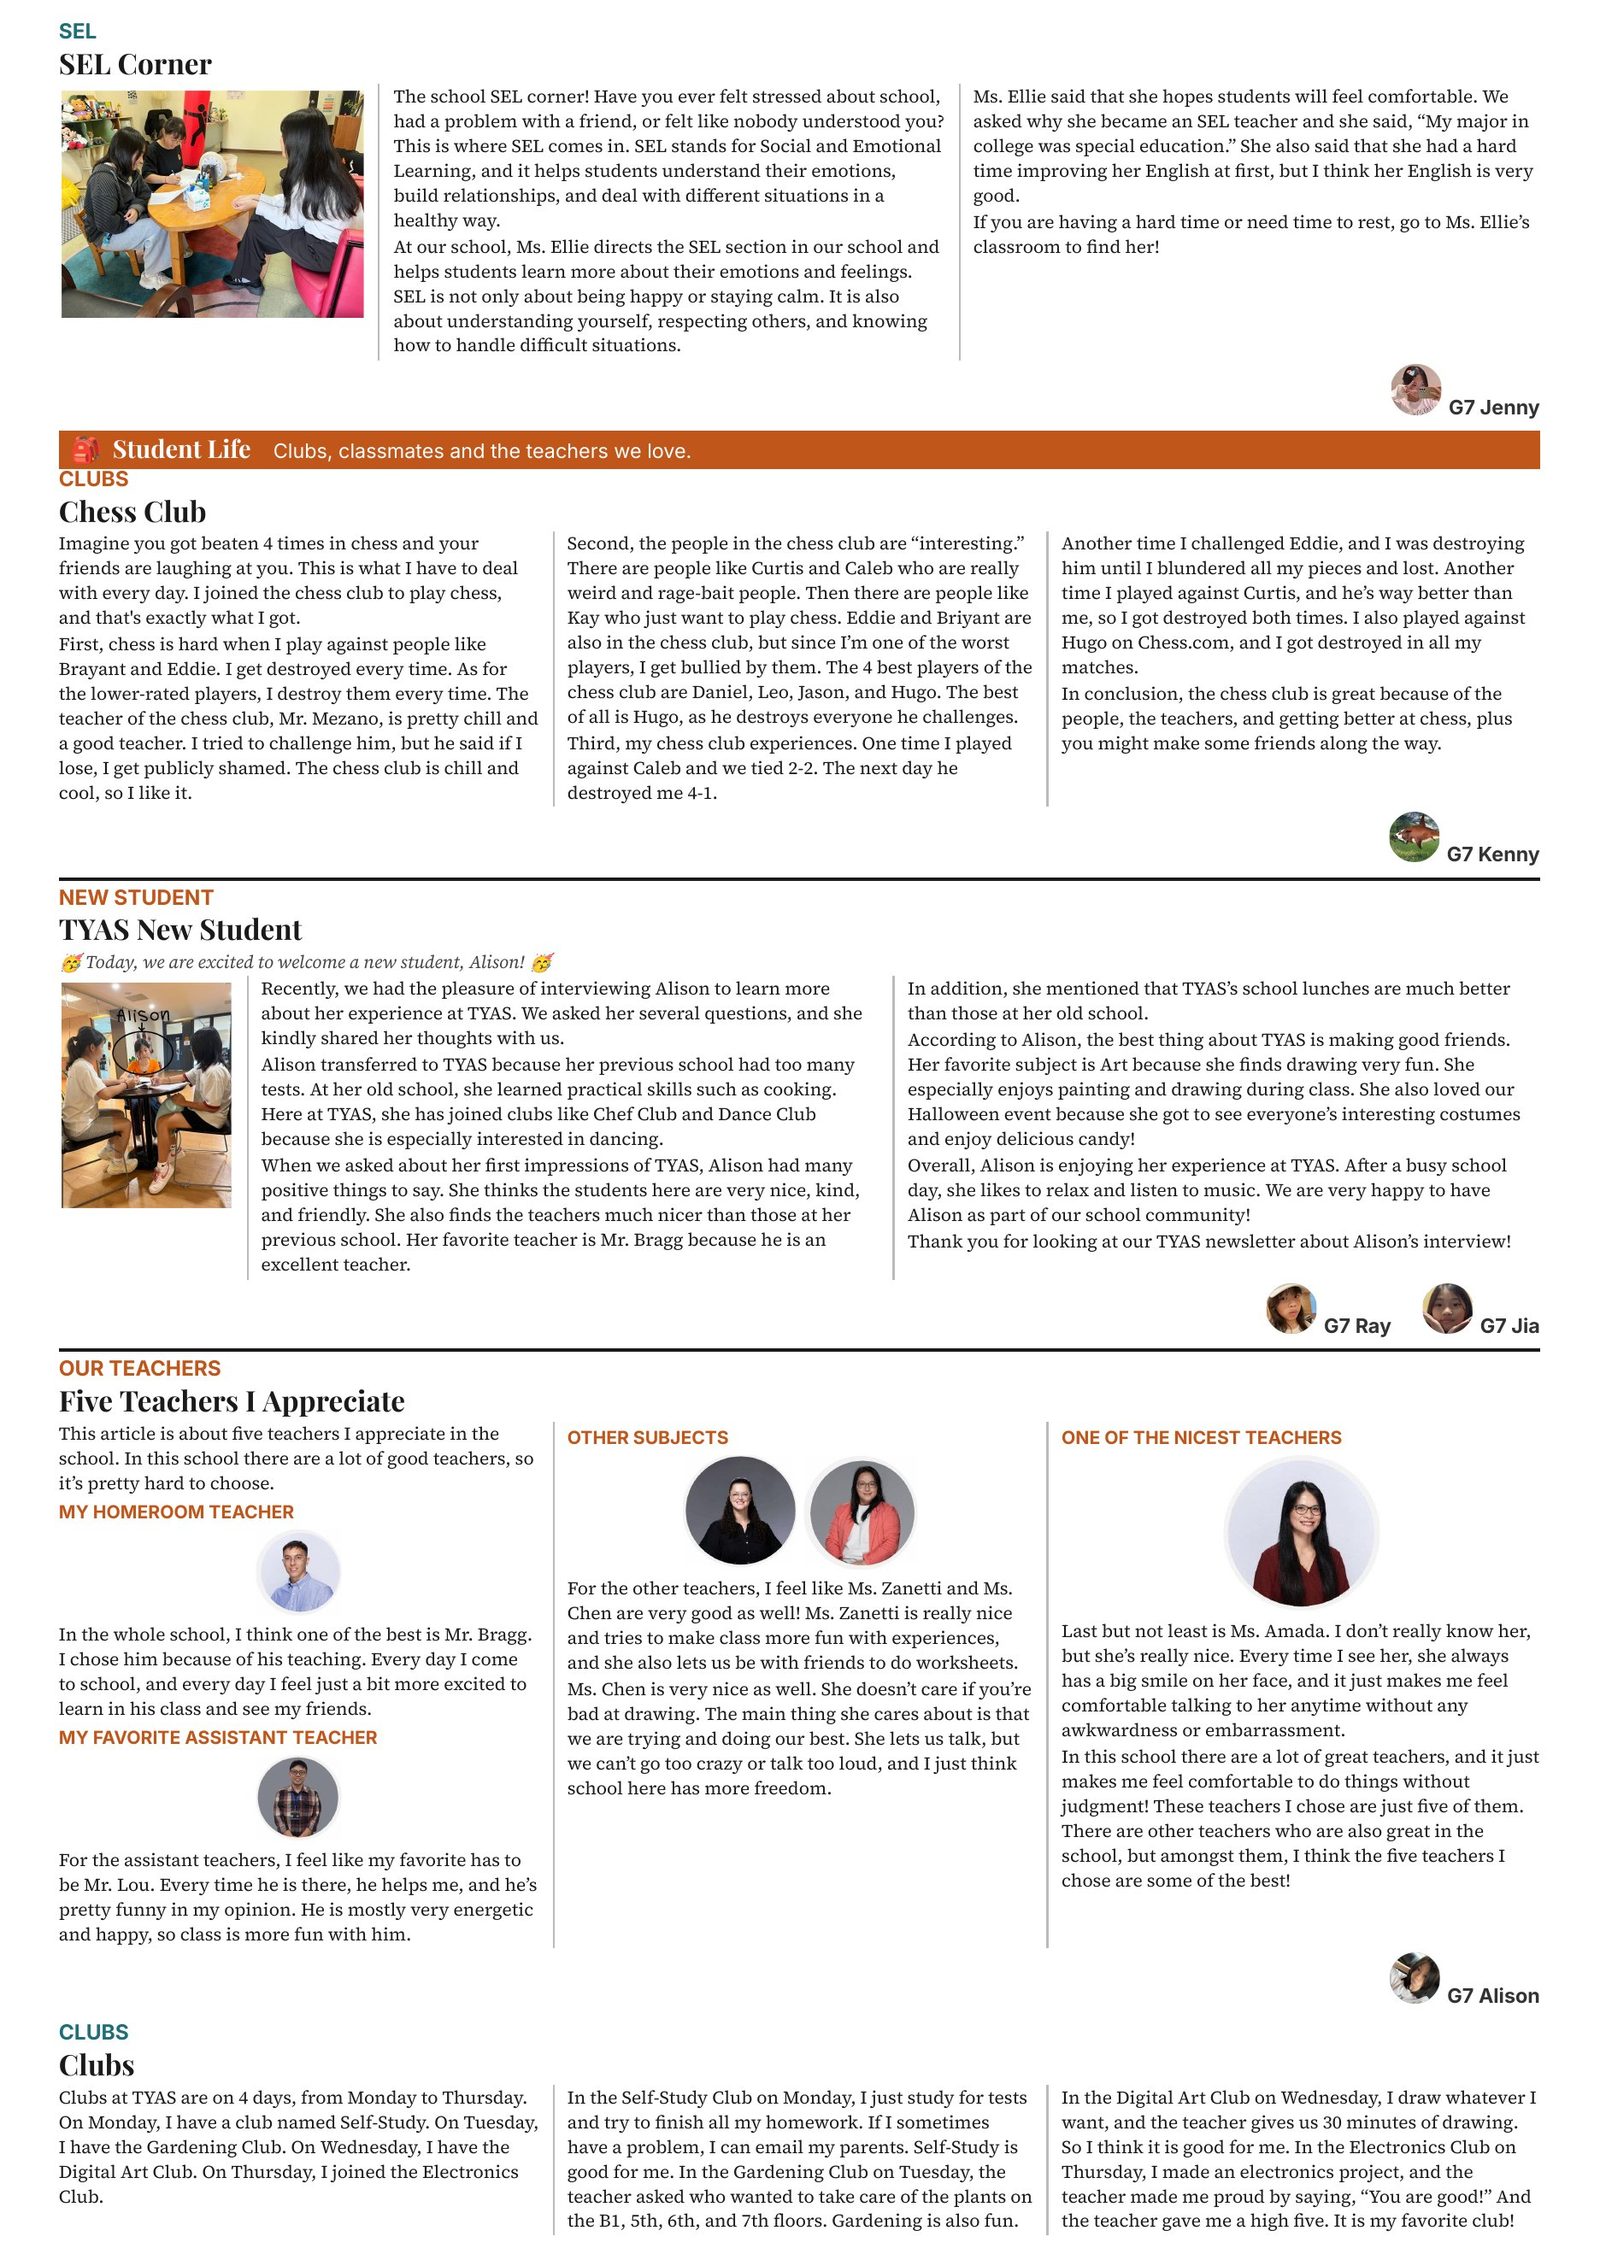 SEL
SEL Corner
The school SEL corner! Have you ever felt stressed about school,
had a problem with a friend, or felt like nobody understood you?
This is where SEL comes in. SEL stands for Social and Emotional
Learning, and it helps students understand their emotions,
build relationships, and deal with different situations in a
healthy way.
At our school, Ms. Ellie directs the SEL section in our school and
helps students learn more about their emotions and feelings.
SEL is not only about being happy or staying calm. It is also
about understanding yourself, respecting others, and knowing
how to handle difficult situations.
Ms. Ellie said that she hopes students will feel comfortable. We
asked why she became an SEL teacher and she said, “My major in
college was special education.” She also said that she had a hard
time improving her English at first, but I think her English is very
good.
If you are having a hard time or need time to rest, go to Ms. Ellie’s
classroom to find her!
G7 Jenny
Student Life Clubs, classmates and the teachers we love.
CLUBS
Chess Club
Imagine you got beaten 4 times in chess and your
friends are laughing at you. This is what I have to deal
with every day. I joined the chess club to play chess,
and that's exactly what I got.
First, chess is hard when I play against people like
Brayant and Eddie. I get destroyed every time. As for
the lower-rated players, I destroy them every time. The
teacher of the chess club, Mr. Mezano, is pretty chill and
a good teacher. I tried to challenge him, but he said if I
lose, I get publicly shamed. The chess club is chill and
cool, so I like it.
Second, the people in the chess club are “interesting.”
There are people like Curtis and Caleb who are really
weird and rage-bait people. Then there are people like
Kay who just want to play chess. Eddie and Briyant are
also in the chess club, but since I’m one of the worst
players, I get bullied by them. The 4 best players of the
chess club are Daniel, Leo, Jason, and Hugo. The best
of all is Hugo, as he destroys everyone he challenges.
Third, my chess club experiences. One time I played
against Caleb and we tied 2-2. The next day he
destroyed me 4-1.
Another time I challenged Eddie, and I was destroying
him until I blundered all my pieces and lost. Another
time I played against Curtis, and he’s way better than
me, so I got destroyed both times. I also played against
Hugo on Chess.com, and I got destroyed in all my
matches.
In conclusion, the chess club is great because of the
people, the teachers, and getting better at chess, plus
you might make some friends along the way.
G7 Kenny
NEW STUDENT
TYAS New Student
🥳 Today, we are excited to welcome a new student, Alison! 🥳
Alison
Recently, we had the pleasure of interviewing Alison to learn more
about her experience at TYAS. We asked her several questions, and she
kindly shared her thoughts with us.
Alison transferred to TYAS because her previous school had too many
tests. At her old school, she learned practical skills such as cooking.
Here at TYAS, she has joined clubs like Chef Club and Dance Club
because she is especially interested in dancing.
When we asked about her first impressions of TYAS, Alison had many
positive things to say. She thinks the students here are very nice, kind,
and friendly. She also finds the teachers much nicer than those at her
previous school. Her favorite teacher is Mr. Bragg because he is an
excellent teacher.
In addition, she mentioned that TYAS’s school lunches are much better
than those at her old school.
According to Alison, the best thing about TYAS is making good friends.
Her favorite subject is Art because she finds drawing very fun. She
especially enjoys painting and drawing during class. She also loved our
Halloween event because she got to see everyone’s interesting costumes
and enjoy delicious candy!
Overall, Alison is enjoying her experience at TYAS. After a busy school
day, she likes to relax and listen to music. We are very happy to have
Alison as part of our school community!
Thank you for looking at our TYAS newsletter about Alison’s interview!
G7 Ray G7 Jia
OUR TEACHERS
Five Teachers I Appreciate
This article is about five teachers I appreciate in the
school. In this school there are a lot of good teachers, so
it’s pretty hard to choose.
MY HOMEROOM TEACHER
In the whole school, I think one of the best is Mr. Bragg.
I chose him because of his teaching. Every day I come
to school, and every day I feel just a bit more excited to
learn in his class and see my friends.
MY FAVORITE ASSISTANT TEACHER
For the assistant teachers, I feel like my favorite has to
be Mr. Lou. Every time he is there, he helps me, and he’s
pretty funny in my opinion. He is mostly very energetic
and happy, so class is more fun with him.
OTHER SUBJECTS
For the other teachers, I feel like Ms. Zanetti and Ms.
Chen are very good as well! Ms. Zanetti is really nice
and tries to make class more fun with experiences,
and she also lets us be with friends to do worksheets.
Ms. Chen is very nice as well. She doesn’t care if you’re
bad at drawing. The main thing she cares about is that
we are trying and doing our best. She lets us talk, but
we can’t go too crazy or talk too loud, and I just think
school here has more freedom.
ONE OF THE NICEST TEACHERS
Last but not least is Ms. Amada. I don’t really know her,
but she’s really nice. Every time I see her, she always
has a big smile on her face, and it just makes me feel
comfortable talking to her anytime without any
awkwardness or embarrassment.
In this school there are a lot of great teachers, and it just
makes me feel comfortable to do things without
judgment! These teachers I chose are just five of them.
There are other teachers who are also great in the
school, but amongst them, I think the five teachers I
chose are some of the best!
G7 Alison
CLUBS
Clubs
Clubs at TYAS are on 4 days, from Monday to Thursday.
On Monday, I have a club named Self-Study. On Tuesday,
I have the Gardening Club. On Wednesday, I have the
Digital Art Club. On Thursday, I joined the Electronics
Club.
In the Self-Study Club on Monday, I just study for tests
and try to finish all my homework. If I sometimes
have a problem, I can email my parents. Self-Study is
good for me. In the Gardening Club on Tuesday, the
teacher asked who wanted to take care of the plants on
the B1, 5th, 6th, and 7th floors. Gardening is also fun.
In the Digital Art Club on Wednesday, I draw whatever I
want, and the teacher gives us 30 minutes of drawing.
So I think it is good for me. In the Electronics Club on
Thursday, I made an electronics project, and the
teacher made me proud by saying, “You are good!” And
the teacher gave me a high five. It is my favorite club!